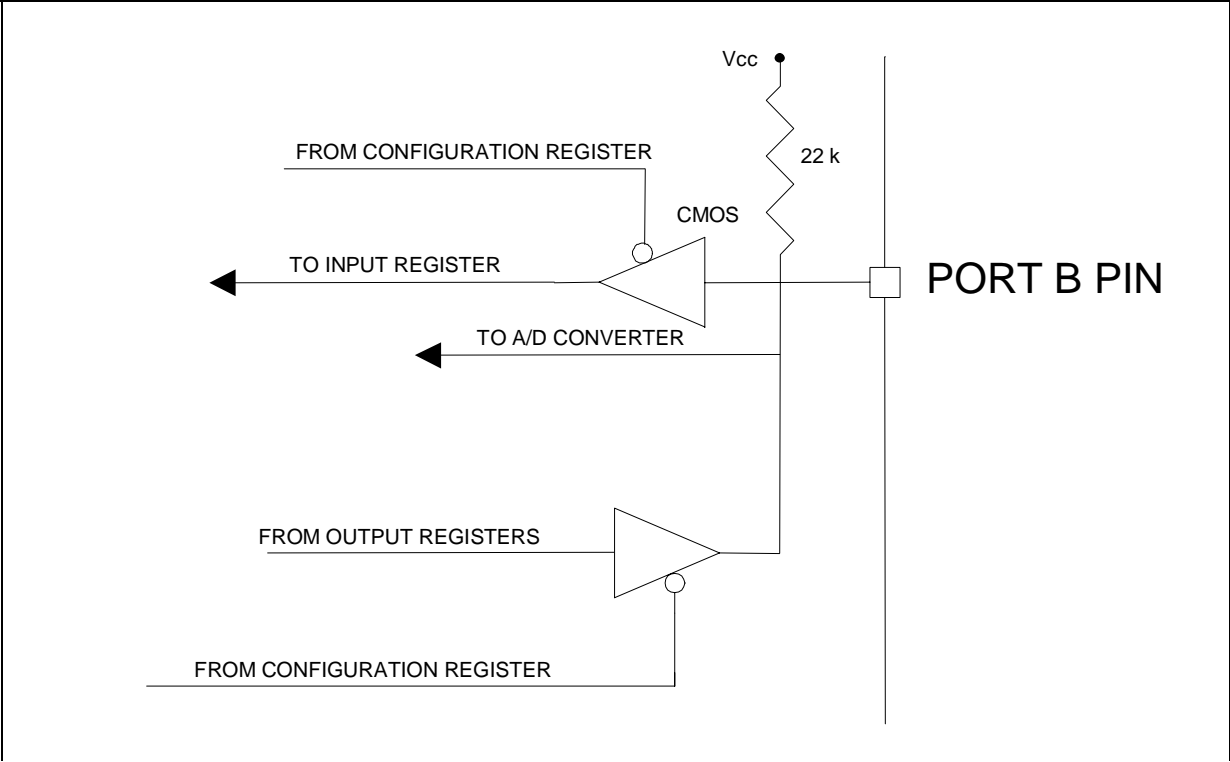 Vcc
22 k
FROM CONFIGURATION REGISTER
CMOS
TO INPUT REGISTER
PORT B PIN
TO A/D CONVERTER
FROM OUTPUT REGISTERS
FROM CONFIGURATION REGISTER